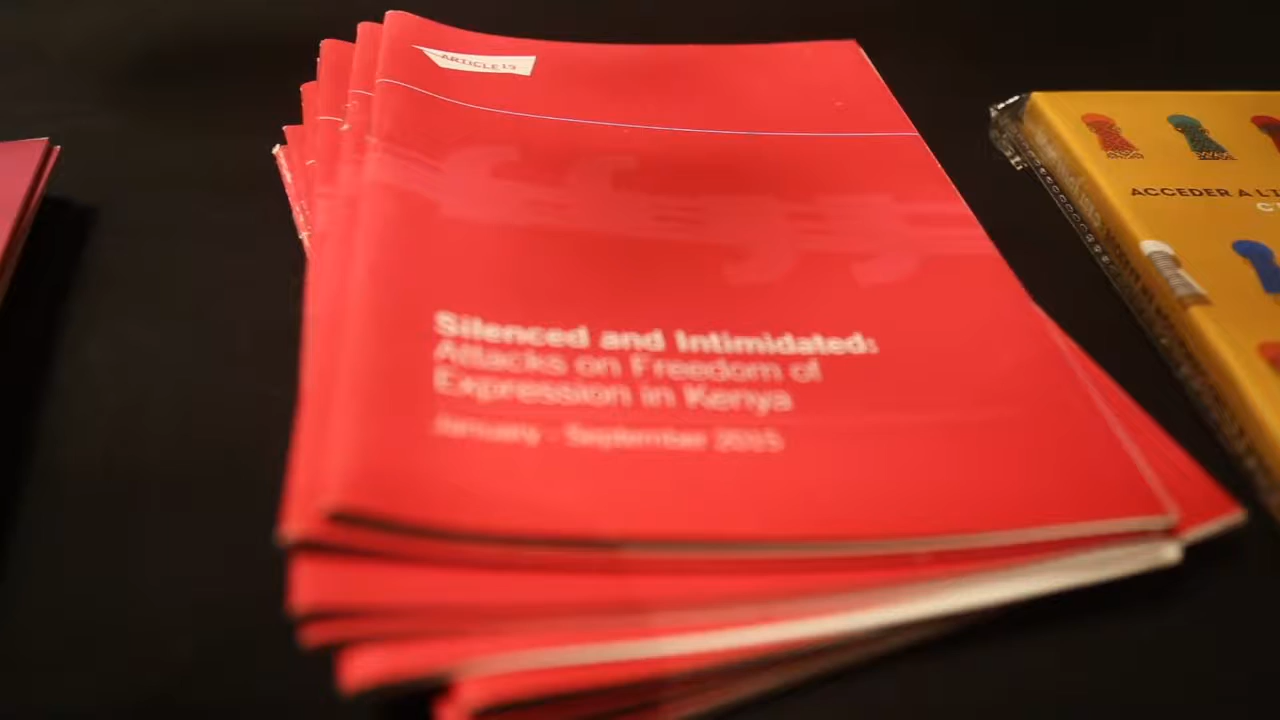 ARTICLE 19
Silenced and Intimidated:
Attacks on Freedom of
Expression in Kenya
January - September 2015
ACCEDER A